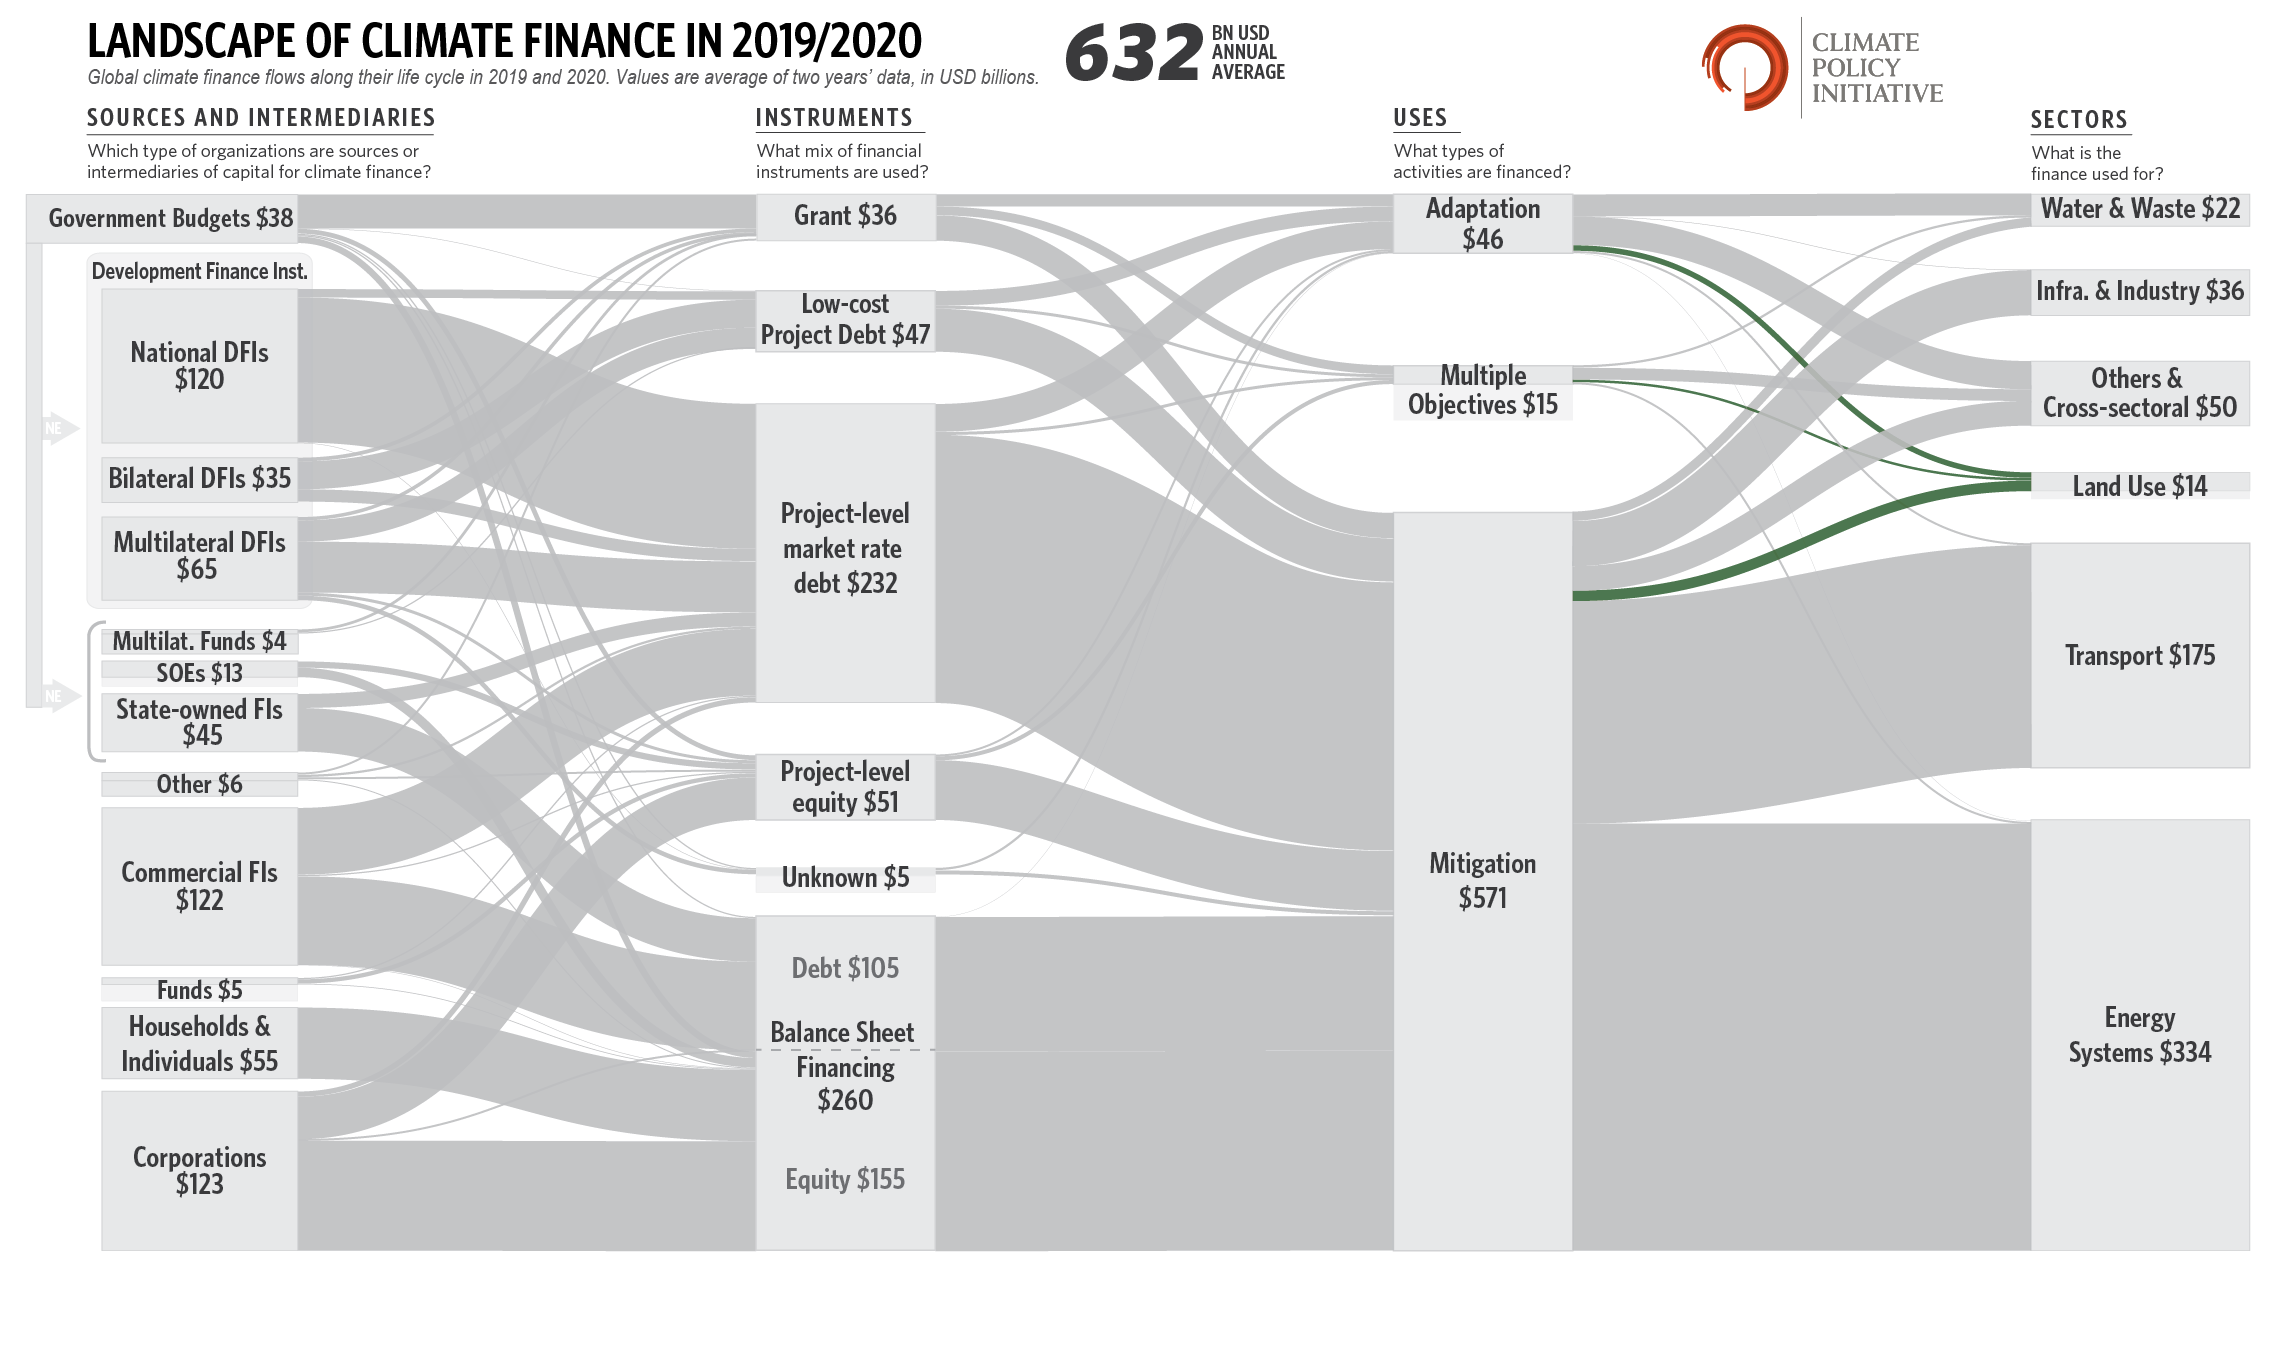 LANDSCAPE OF CLIMATE FINANCE IN 2019/2020
Global climate finance flows along their life cycle in 2019 and 2020. Values are average of two years' data, in USD billions.
632
BN USD
ANNUAL
AVERAGE
CLIMATE
POLICY
INITIATIVE
SOURCES AND INTERMEDIARIES
Which type of organizations are sources or
intermediaries of capital for climate finance?
INSTRUMENTS
What mix of financial
instruments are used?
USES
What types of
activities are financed?
SECTORS
What is the
finance used for?
Government Budgets $38
Development Finance Inst.
National DFIs
$120
NE
Bilateral DFIs $35
Multilateral DFIs
$65
Multilat. Funds $4
SOEs $13
NE
State-owned FIs
$45
Other $6
Commercial FIs
$122
Funds $5
Households &
Individuals $55
Corporations
$123
Grant $36
Low-cost
Project Debt $47
Project-level
market rate
debt $232
Project-level
equity $51
Unknown $5
Debt $105
Balance Sheet
Financing
$260
Equity $155
Adaptation
$46
Multiple
Objectives $15
Mitigation
$571
Water & Waste $22
Infra. & Industry $36
Others &
Cross-sectoral $50
Land Use $14
Transport $175
Energy
Systems $334